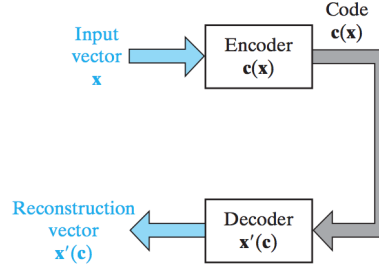 Code
c(x)
Input
vector
x
Encoder
c(x)
Reconstruction
vector
x′(c)
Decoder
x′(c)